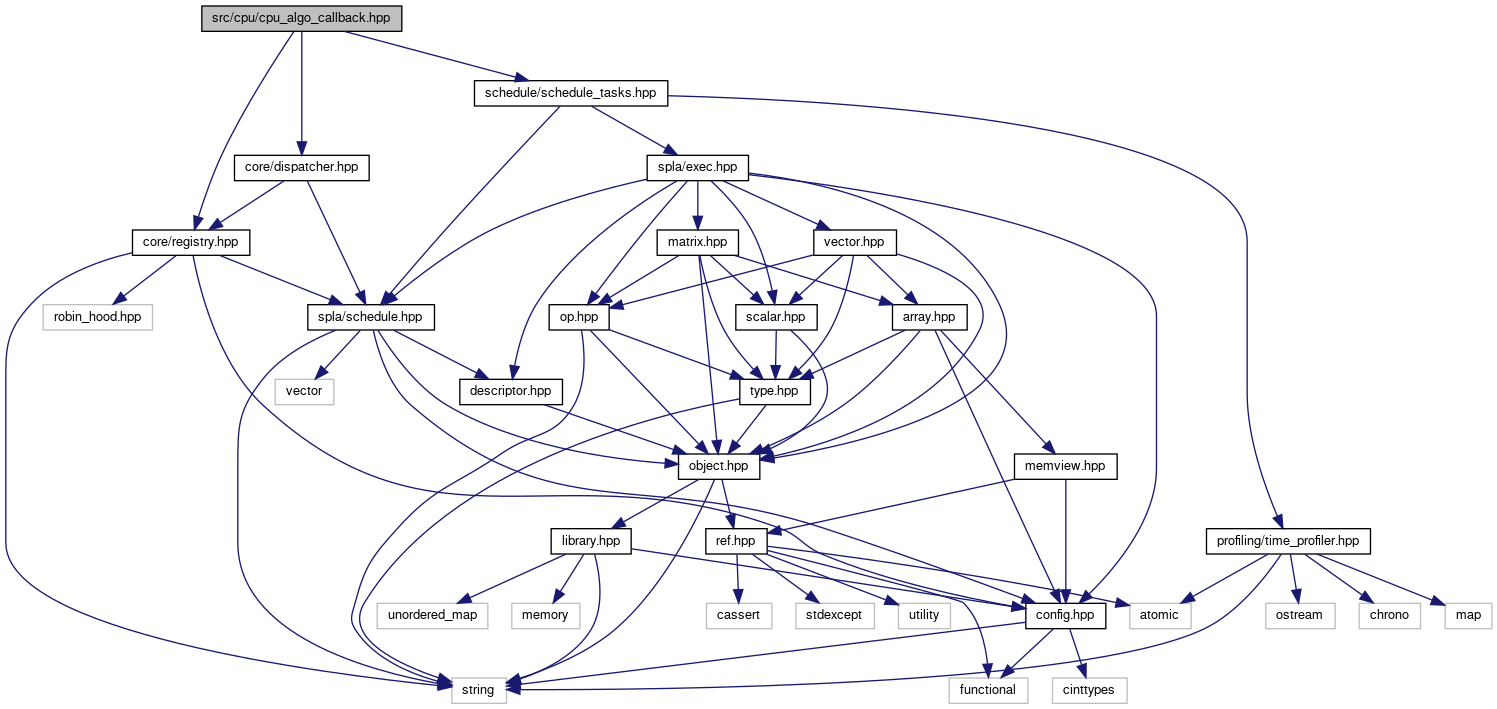 src/cpu/cpu_algo_callback.hpp
schedule/schedule_tasks.hpp
core/dispatcher.hpp
spla/exec.hpp
core/registry.hpp
matrix.hpp
vector.hpp
robin_hood.hpp
spla/schedule.hpp
op.hpp
scalar.hpp
array.hpp
vector
descriptor.hpp
type.hpp
object.hpp
memview.hpp
library.hpp
ref.hpp
profiling/time_profiler.hpp
unordered_map
memory
cassert
stdexcept
utility
config.hpp
atomic
ostream
chrono
map
string
functional
cinttypes